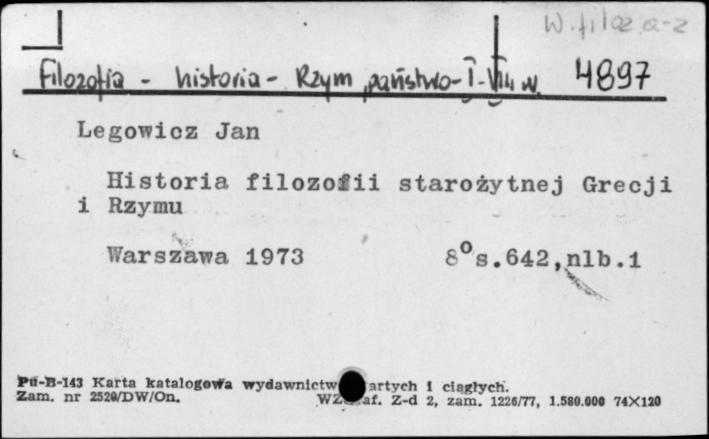 W. filoz. a-z
Filozofia - historia - Rzym państwo - I - w. 4897
Legowicz Jan
Historia filozofii starożytnej Grecji
i Rzymu
Warszawa 1973 8° s.642,nlb.1
Pu-B-143 Karta katalogowa wydawnictw artych i ciągłych.
Zam. nr 2520/DW/On. WZ af. Z-d 2, zam. 1226/77, 1.580.000 74X120